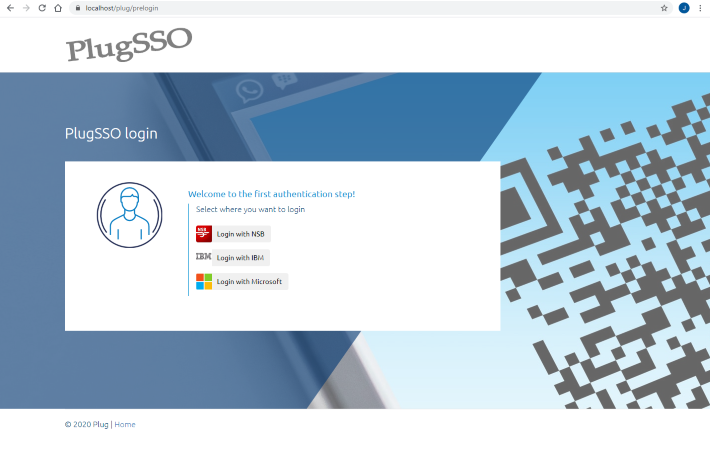 localhost/plug/prelogin
J
PlugSSO
PlugSSO login
Welcome to the first authentication step!
Select where you want to login
NSB
Login with NSB
IBM
Login with IBM
Login with Microsoft
© 2020 Plug | Home